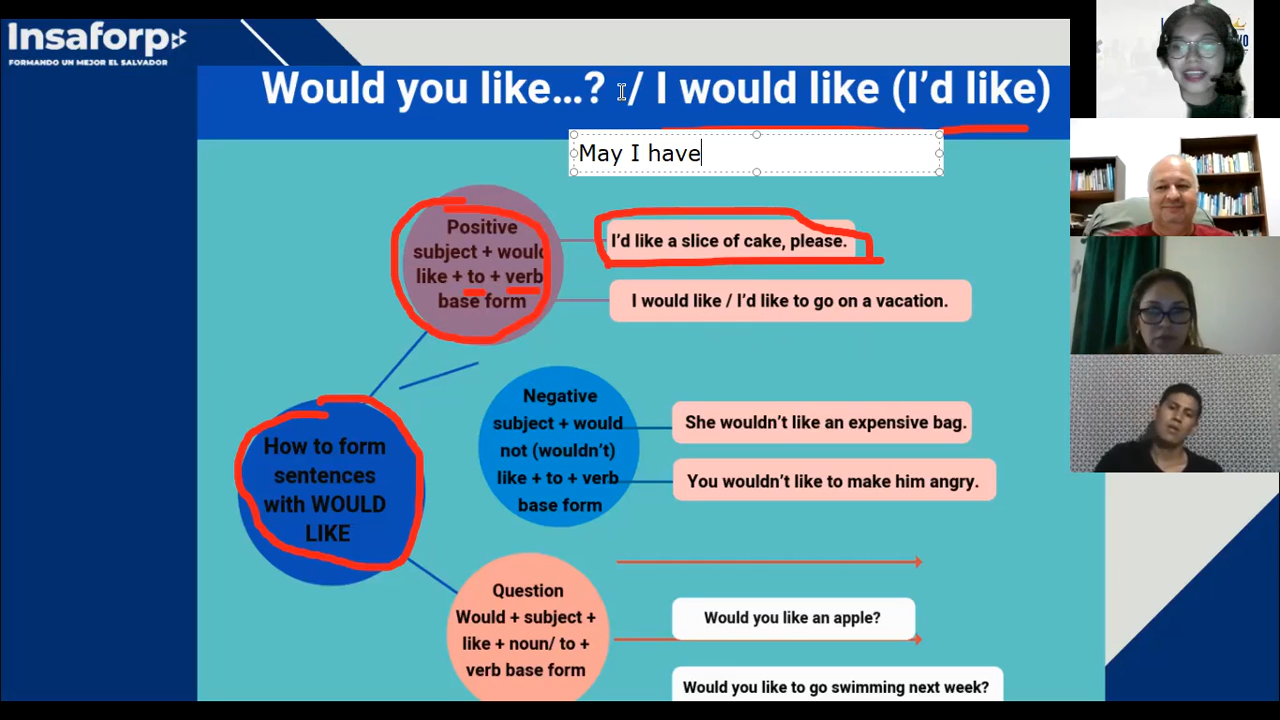 Insaforp
FORMANDO UN MEJOR EL SALVADOR
Would you like...? / I would like (I'd like)
May I have
Positive
subject + would
like + to + verb
base form
I'd like a slice of cake, please.
I would like / I'd like to go on a vacation.
How to form
sentences
with WOULD
LIKE
Negative
subject + would
not (wouldn't)
like + to + verb
base form
She wouldn't like an expensive bag.
You wouldn't like to make him angry.
Question
Would + subject +
like + noun/ to +
verb base form
Would you like an apple?
Would you like to go swimming next week?